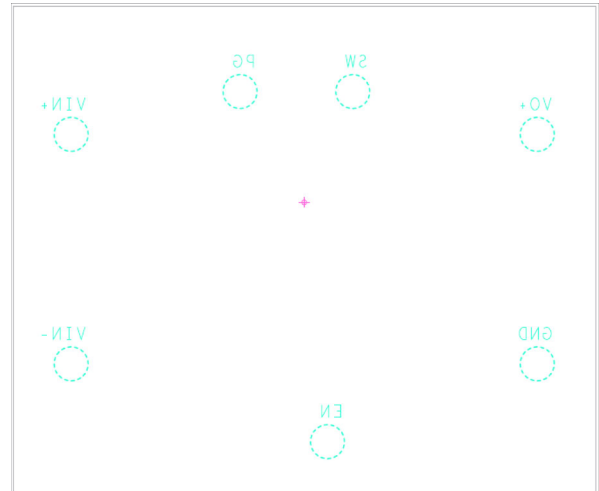 PG
SW
VIN+
VO+
VIN-
GND
EN